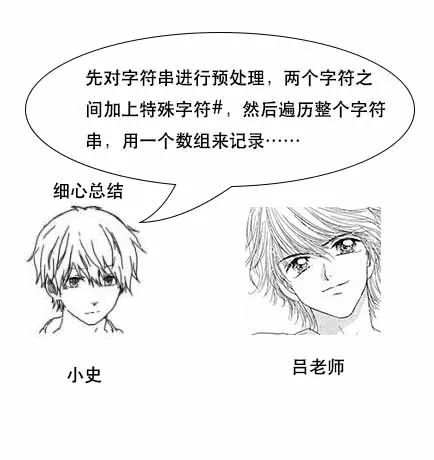 先对字符串进行预处理，两个字符之
间加上特殊字符#，然后遍历整个字符
串，用一个数组来记录……
细心总结
小史
吕老师